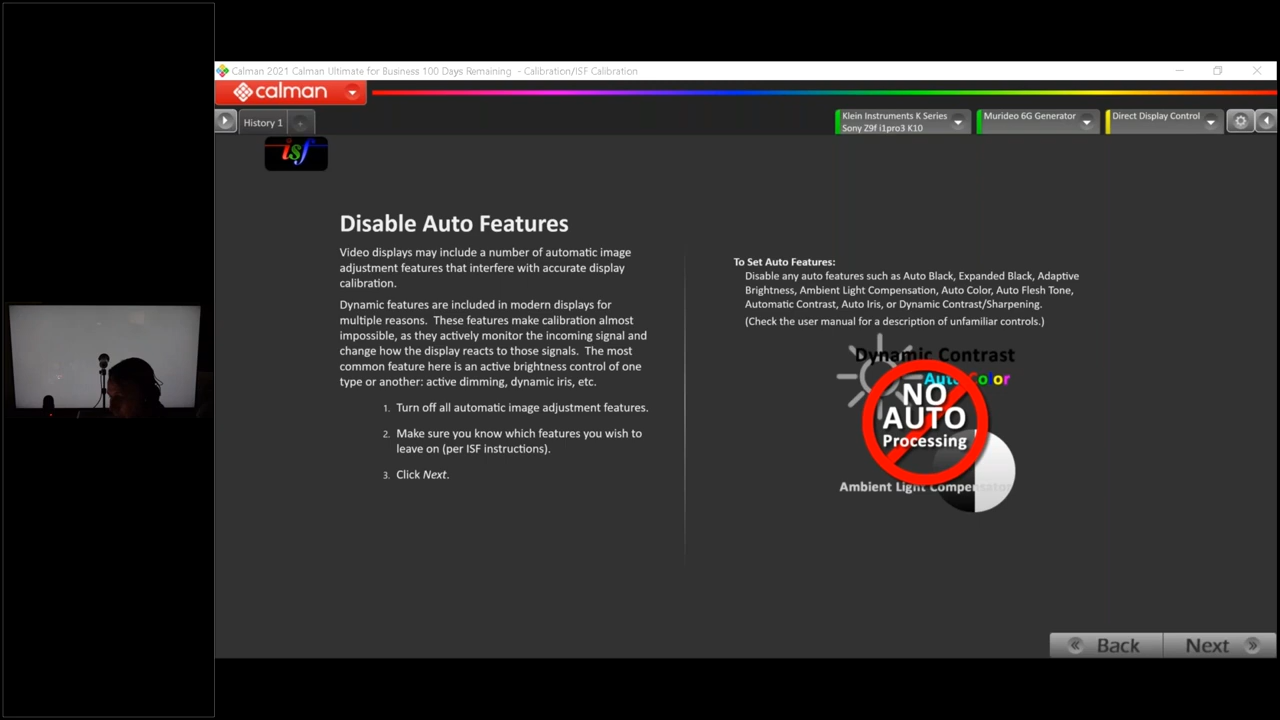 Calman 2021 Calman Ultimate for Business 100 Days Remaining - Calibration/ISF Calibration
calman
History 1
Klein Instruments K Series
Sony Z9f i1pro3 K10
Murideo 6G Generator
Direct Display Control
isf
Disable Auto Features
Video displays may include a number of automatic image
adjustment features that interfere with accurate display
calibration.
Dynamic features are included in modern displays for
multiple reasons. These features make calibration almost
impossible, as they actively monitor the incoming signal and
change how the display reacts to those signals. The most
common feature here is an active brightness control of one
type or another: active dimming, dynamic iris, etc.
1. Turn off all automatic image adjustment features.
2. Make sure you know which features you wish to
leave on (per ISF instructions).
3. Click Next.
To Set Auto Features:
Disable any auto features such as Auto Black, Expanded Black, Adaptive
Brightness, Ambient Light Compensation, Auto Color, Auto Flesh Tone,
Automatic Contrast, Auto Iris, or Dynamic Contrast/Sharpening.
(Check the user manual for a description of unfamiliar controls.)
Dynamic Contrast
Auto Color
NO
AUTO
Processing
Ambient Light Compensator
Back
Next